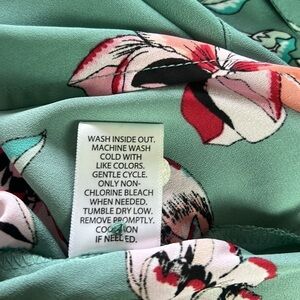 WASH INSIDE OUT.
MACHINE WASH
COLD WITH
LIKE COLORS.
GENTLE CYCLE.
ONLY NON-
CHLORINE BLEACH
WHEN NEEDED.
TUMBLE DRY LOW.
REMOVE PROMPTLY.
IF NEEDED.